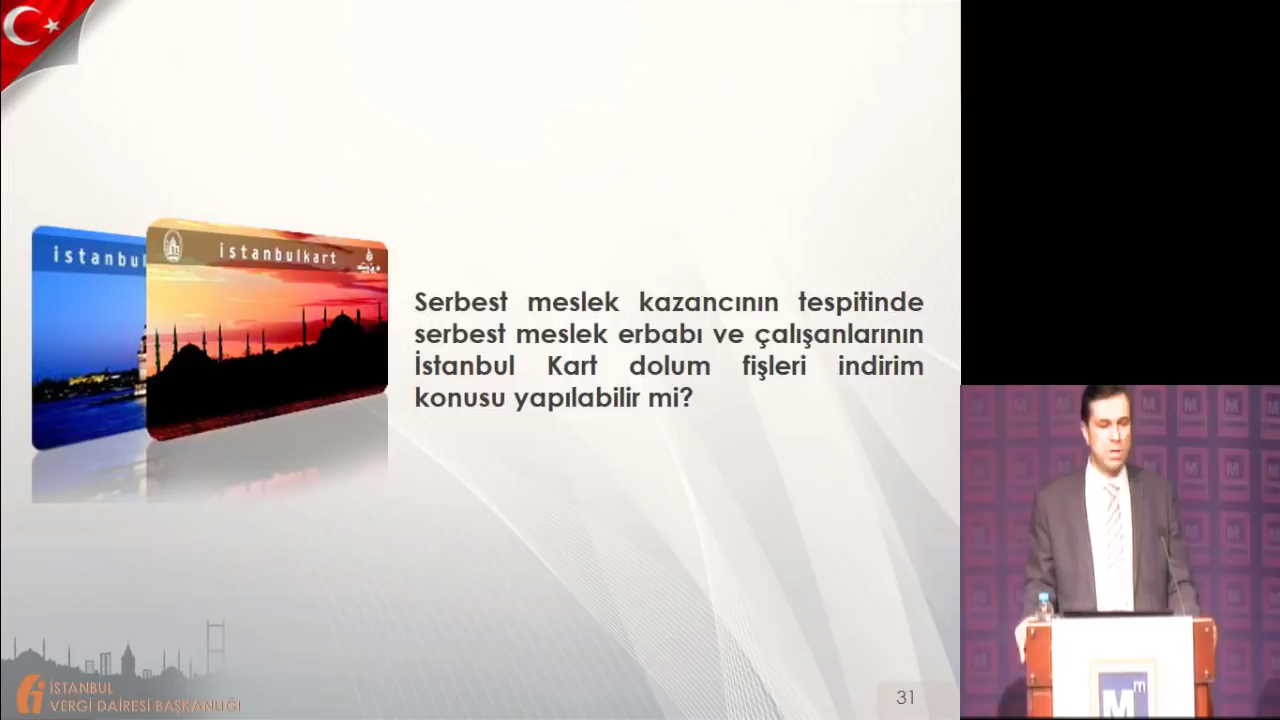 istanbul
istanbulkart
Serbest meslek kazancının tespitinde
serbest meslek erbabı ve çalışanlarının
İstanbul Kart dolum fişleri indirim
konusu yapılabilir mi?
İSTANBUL
VERGİ DAİRESİ BAŞKANLIĞI
31
M
m